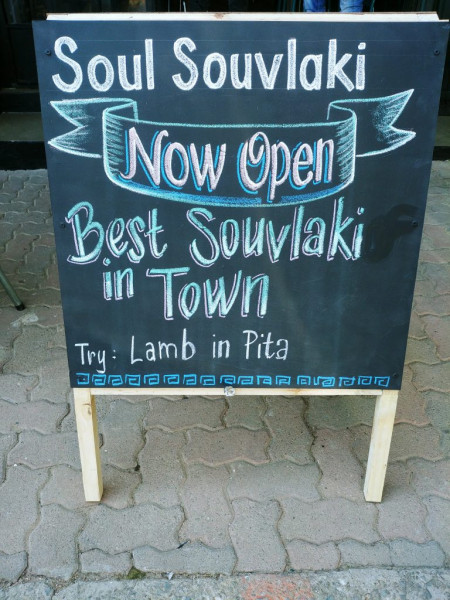 Soul Souvlaki
Now Open
Best Souvlaki
in Town
Try: Lamb in Pita